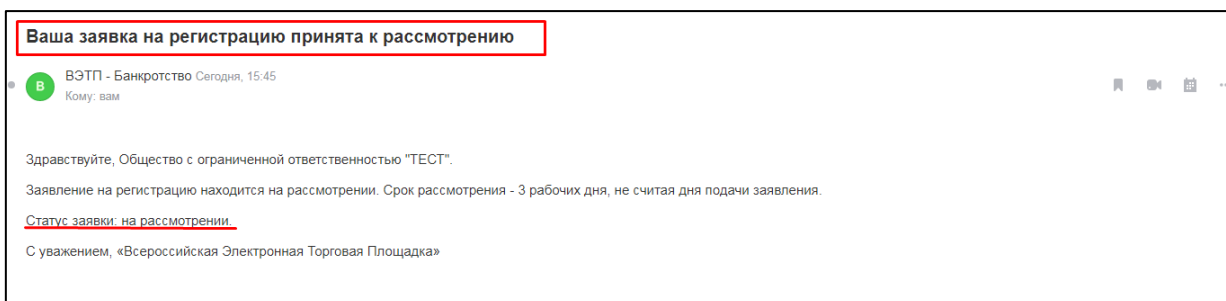 Ваша заявка на регистрацию принята к рассмотрению
В
ВЭТП - Банкротство Сегодня, 15:45
Кому: вам
Здравствуйте, Общество с ограниченной ответственностью "ТЕСТ".
Заявление на регистрацию находится на рассмотрении. Срок рассмотрения - 3 рабочих дня, не считая дня подачи заявления.
Статус заявки: на рассмотрении.
С уважением, «Всероссийская Электронная Торговая Площадка»